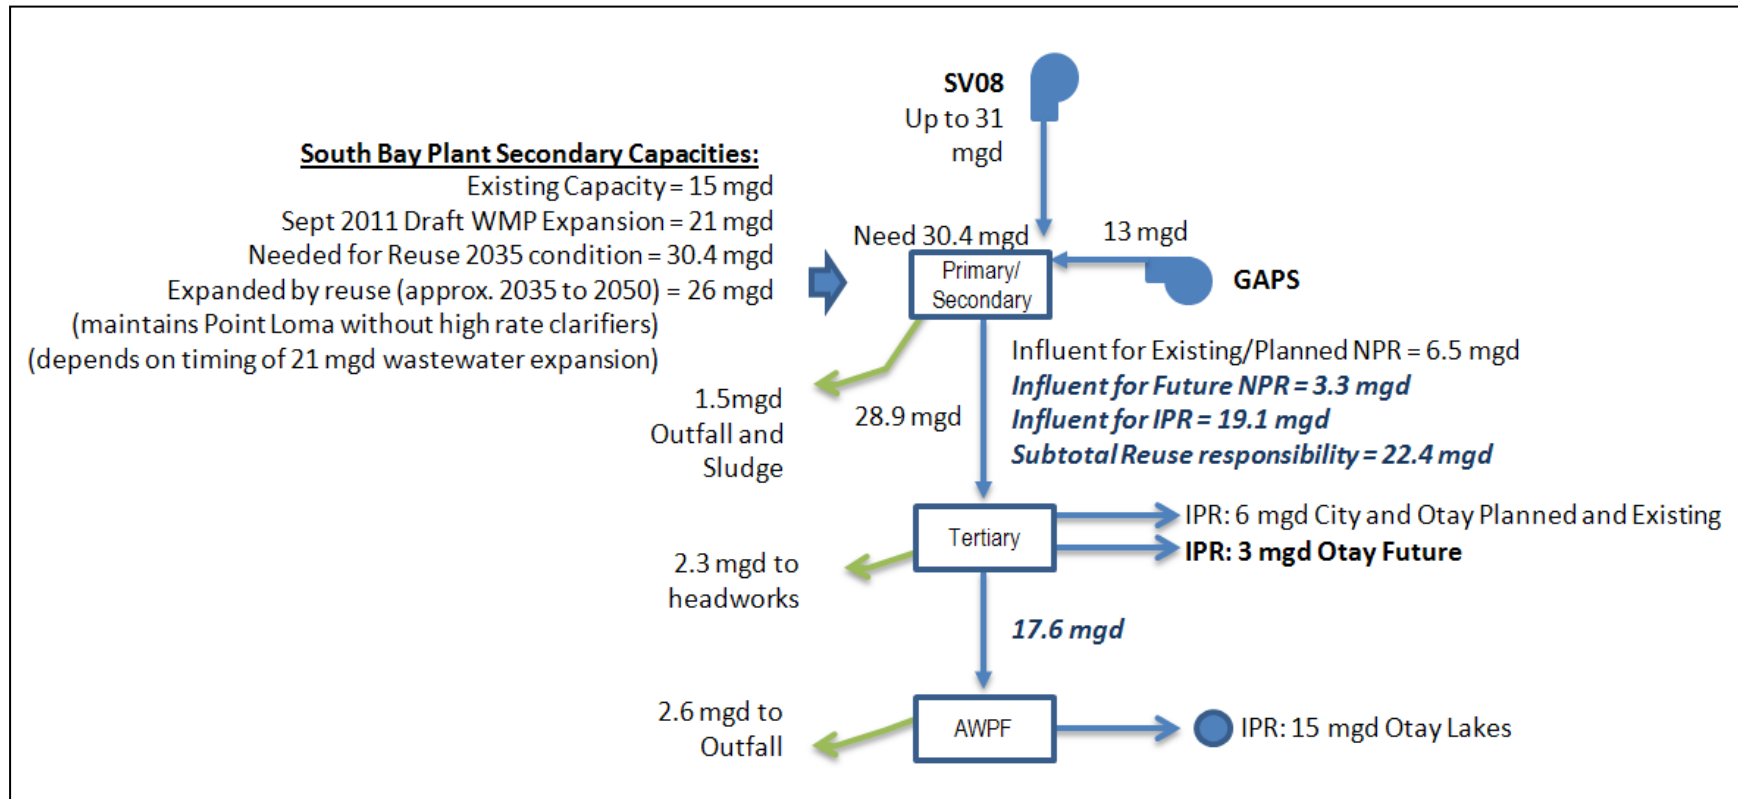 SV08
Up to 31
mgd
South Bay Plant Secondary Capacities:
Existing Capacity = 15 mgd
Sept 2011 Draft WMP Expansion = 21 mgd
Needed for Reuse 2035 condition = 30.4 mgd
Expanded by reuse (approx. 2035 to 2050) = 26 mgd
(maintains Point Loma without high rate clarifiers)
(depends on timing of 21 mgd wastewater expansion)
Need 30.4 mgd
13 mgd
Primary/
Secondary
GAPS
Influent for Existing/Planned NPR = 6.5 mgd
Influent for Future NPR = 3.3 mgd
Influent for IPR = 19.1 mgd
Subtotal Reuse responsibility = 22.4 mgd
1.5mgd
Outfall and
Sludge
28.9 mgd
Tertiary
IPR: 6 mgd City and Otay Planned and Existing
IPR: 3 mgd Otay Future
2.3 mgd to
headworks
17.6 mgd
2.6 mgd to
Outfall
AWPF
IPR: 15 mgd Otay Lakes